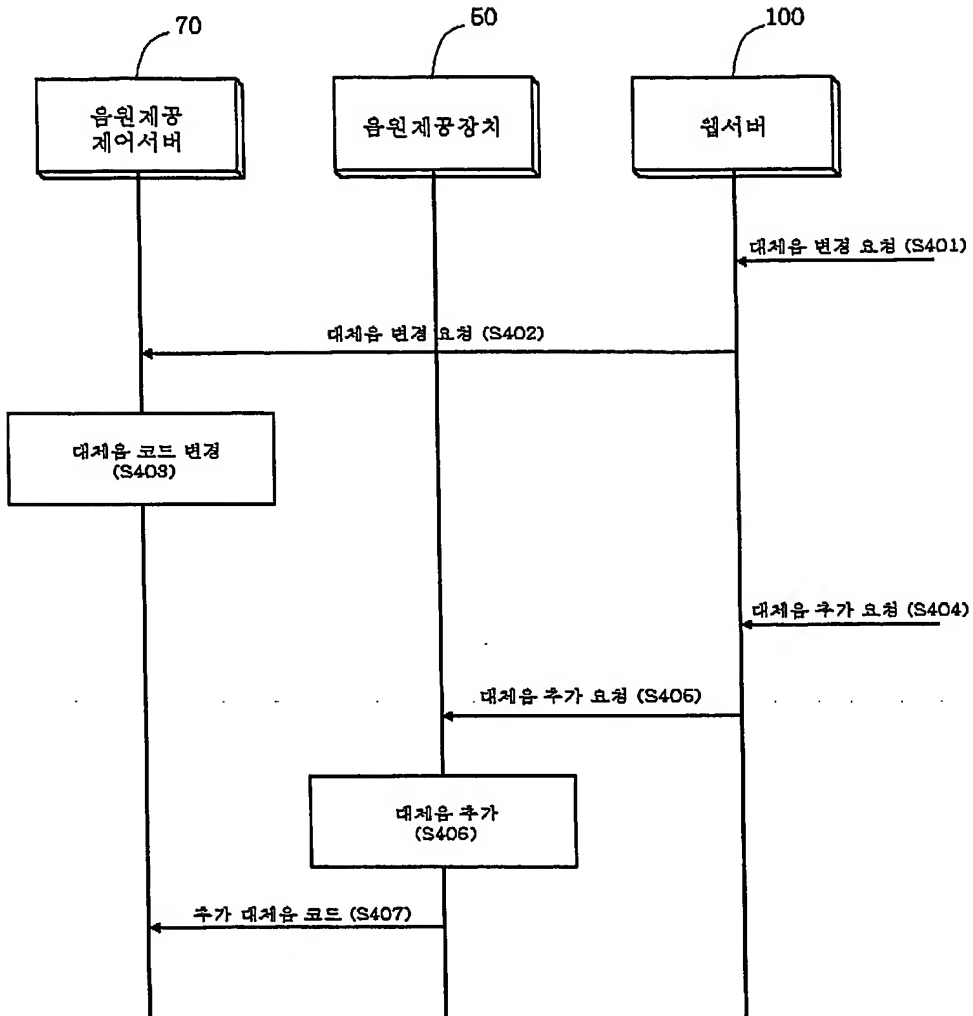 70
50
100
음원제공
제어서버
음원제공장치
웹서버
대체음 변경 요청 (S401)
대체음 변경 요청 (S402)
대체음 코드 변경
(S403)
대체음 추가 요청 (S404)
대체음 추가 요청 (S405)
대체음 추가
(S406)
추가 대체음 코드 (S407)